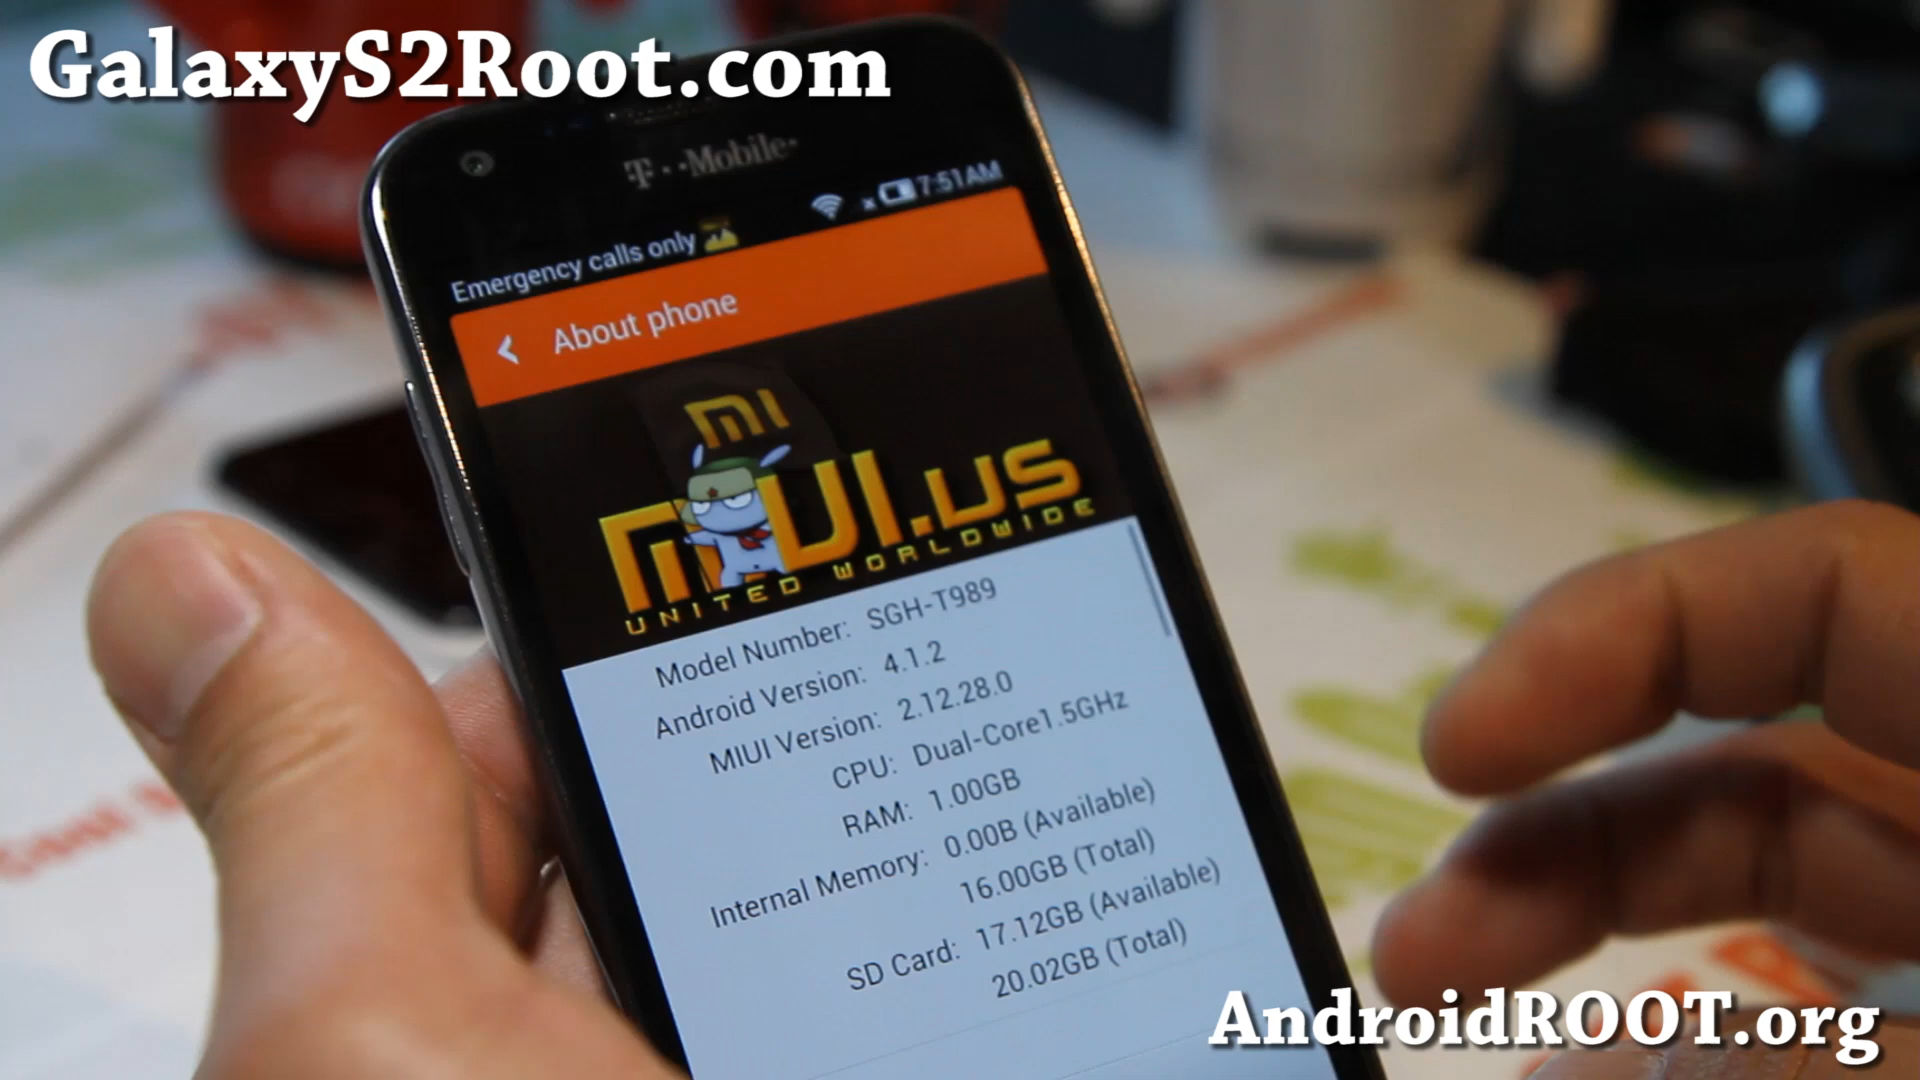 GalaxyS2Root.com
T··Mobile·
7:51AM
Emergency calls only
About phone
MI
MIUI.us
UNITED WORLDWIDE
Model Number: SGH-T989
Android Version: 4.1.2
MIUI Version: 2.12.28.0
CPU: Dual-Core1.5GHz
RAM: 1.00GB
Internal Memory: 0.00B (Available)
16.00GB (Total)
SD Card: 17.12GB (Available)
20.02GB (Total)
AndroidROOT.org